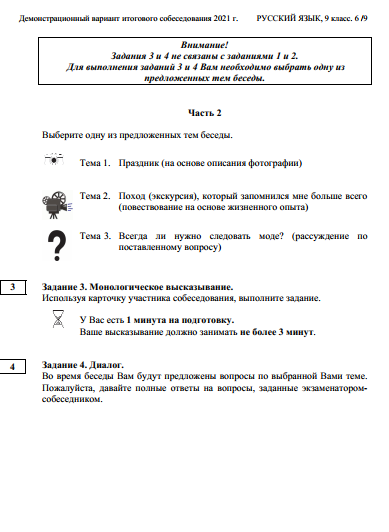 Демонстрационный вариант итогового собеседования 2021 г. РУССКИЙ ЯЗЫК, 9 класс. 6 /9
Внимание!
Задания 3 и 4 не связаны с заданиями 1 и 2.
Для выполнения заданий 3 и 4 Вам необходимо выбрать одну из
предложенных тем беседы.
Часть 2
Выберите одну из предложенных тем беседы.
Тема 1. Праздник (на основе описания фотографии)
Тема 2. Поход (экскурсия), который запомнился мне больше всего
(повествование на основе жизненного опыта)
Тема 3. Всегда ли нужно следовать моде? (рассуждение по
поставленному вопросу)
3 Задание 3. Монологическое высказывание.
Используя карточку участника собеседования, выполните задание.
У Вас есть 1 минута на подготовку.
Ваше высказывание должно занимать не более 3 минут.
4 Задание 4. Диалог.
Во время беседы Вам будут предложены вопросы по выбранной Вами теме.
Пожалуйста, давайте полные ответы на вопросы, заданные экзаменатором-
собеседником.